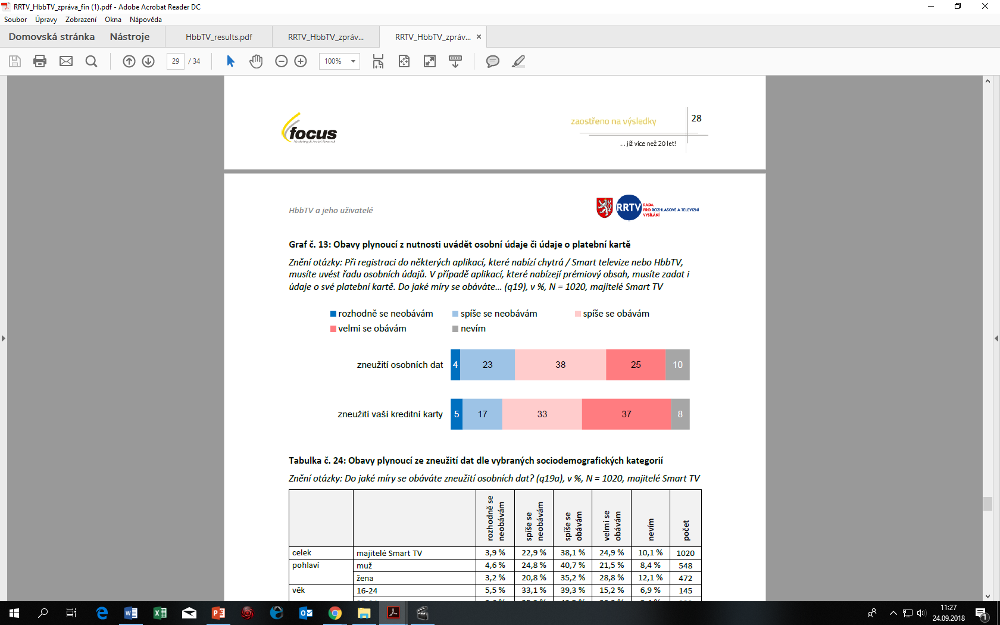 RRTV_HbbTV_zpráva_fin (1).pdf - Adobe Acrobat Reader DC
Soubor Úpravy Zobrazení Okna Nápověda
Domovská stránka Nástroje HbbTV_results.pdf RRTV_HbbTV_zpráv... RRTV_HbbTV_zpráv... ×
29 / 34 100%
focus
Marketing & Social Research
zaostřeno na výsledky 28
... již více než 20 let!
HbbTV a jeho uživatelé
RRTV RADA
PRO ROZHLASOVÉ A TELEVIZNÍ
VYSÍLÁNÍ
Graf č. 13: Obavy plynoucí z nutnosti uvádět osobní údaje či údaje o platební kartě
Znění otázky: Při registraci do některých aplikací, které nabízí chytrá / Smart televize nebo HbbTV,
musíte uvést řadu osobních údajů. V případě aplikací, které nabízejí prémiový obsah, musíte zadat i
údaje o své platební kartě. Do jaké míry se obáváte... (q19), v %, N = 1020, majitelé Smart TV
rozhodně se neobávám spíše se neobávám spíše se obávám
velmi se obávám nevím
zneužití osobních dat 4 23 38 25 10
zneužití vaší kreditní karty 5 17 33 37 8
Tabulka č. 24: Obavy plynoucí ze zneužití dat dle vybraných sociodemografických kategorií
Znění otázky: Do jaké míry se obáváte zneužití osobních dat? (q19a), v %, N = 1020, majitelé Smart TV
rozhodně se
neobávám
spíše se
neobávám
spíše se
obávám
velmi se
obávám
nevím
počet
celek majitelé Smart TV 3,9 % 22,9 % 38,1 % 24,9 % 10,1 % 1020
pohlaví muž 4,6 % 24,8 % 40,7 % 21,5 % 8,4 % 548
žena 3,2 % 20,8 % 35,2 % 28,8 % 12,1 % 472
věk 16-24 5,5 % 33,1 % 39,3 % 15,2 % 6,9 % 145
11:27
24.09.2018
1